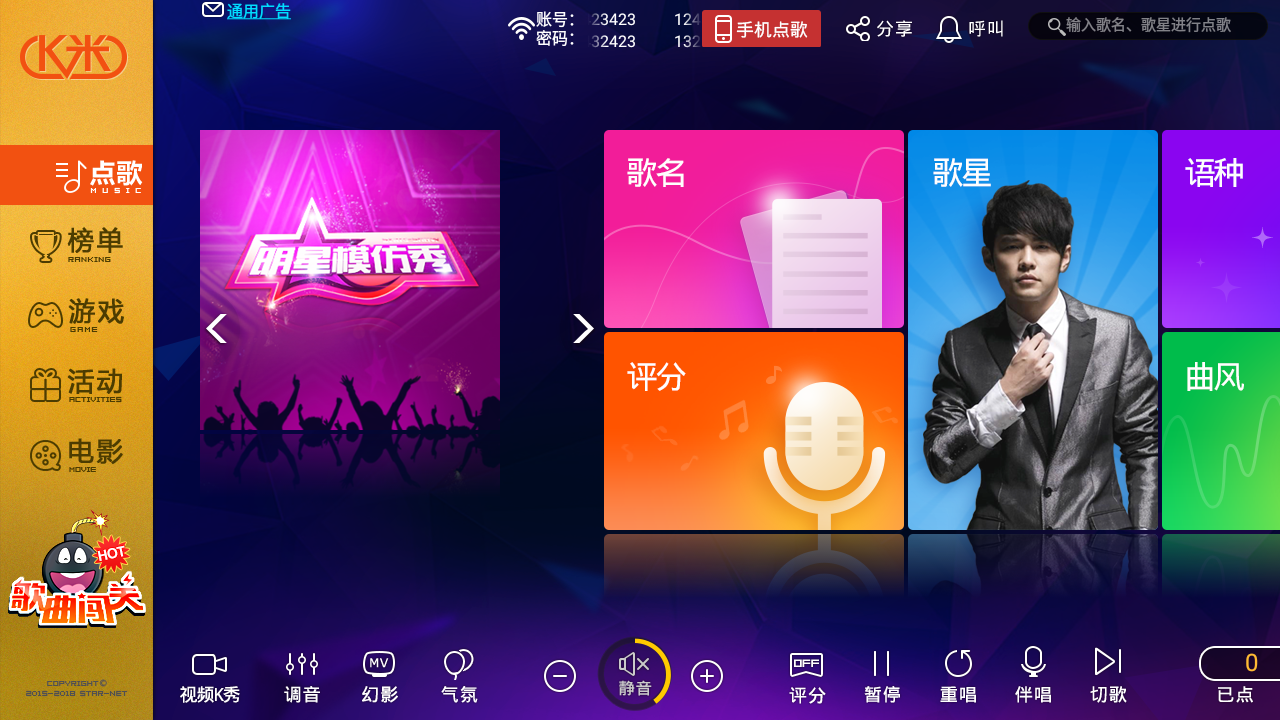 通用广告
账号： 23423 124
密码： 32423 132
手机点歌
分享
呼叫
输入歌名、歌星进行点歌
K米
点歌
MUSIC
榜单
RANKING
游戏
GAME
活动
ACTIVITIES
电影
MOVIE
HOT
歌曲闯关
COPYRIGHT©
2015-2018 STAR-NET
明星模仿秀
歌名
歌星
语种
评分
曲风
视频K秀
调音
MV
幻影
气氛
静音
OFF
评分
暂停
重唱
伴唱
切歌
0
已点